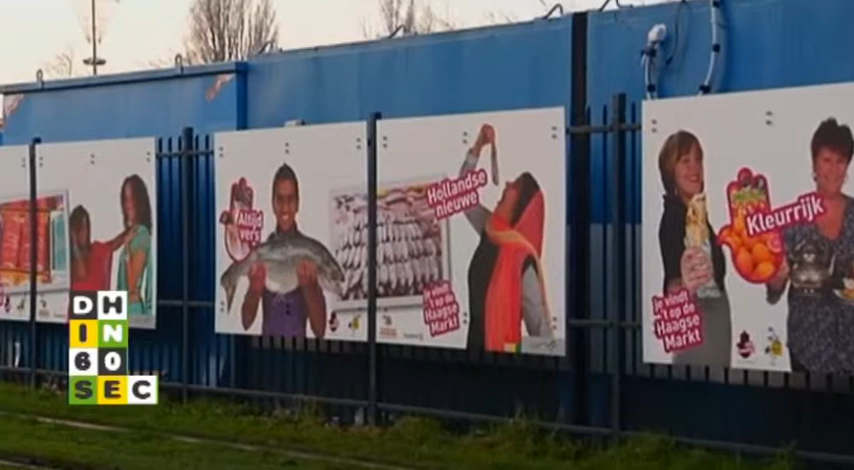 Altijd
vers
Hollandse
nieuwe
Je vindt
't op de
Haagse
Markt
Kleurrijk
Je vindt
't op de
Haagse
Markt
DH
IN
60
SEC